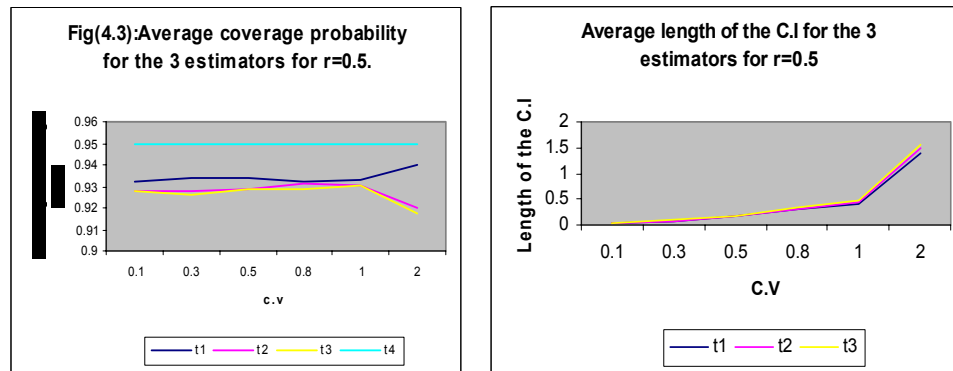 Fig(4.3):Average coverage probability
for the 3 estimators for r=0.5.
0.96
0.95
0.94
0.93
0.92
0.91
0.9
0.1 0.3 0.5 0.8 1 2
c.v
t1 t2 t3 t4
Average length of the C.I for the 3
estimators for r=0.5
Length of the C.I
2
1.5
1
0.5
0
0.1 0.3 0.5 0.8 1 2
C.V
t1 t2 t3